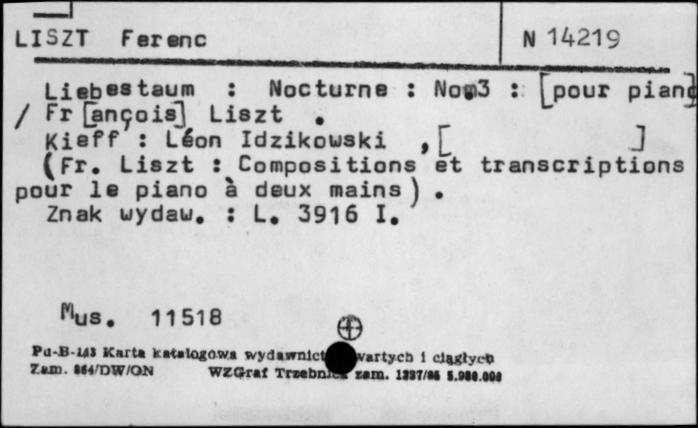 LISZT Ferenc
N 14219
Liebestaum : Nocturne : No.3 : [pour piano
/ Fr [ançois] Liszt .
Kieff : Léon Idzikowski , [ ]
(Fr. Liszt : Compositions et transcriptions
pour le piano à deux mains) .
Znak wydaw. : L. 3916 I.
Mus. 11518
Pu-B-143 Karta katalogowa wydawnict wartych i ciągłych
Zam. 864/DW/ON WZGraf Trzebnica zam. 1337/86 5.000.000